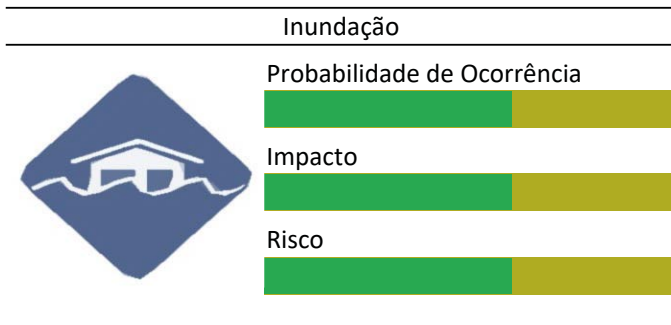 Inundação
Probabilidade de Ocorrência
Impacto
Risco